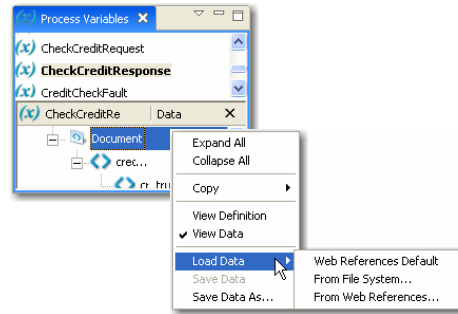 (x) Process Variables
(x) CheckCreditRequest
(x) CheckCreditResponse
(x) CreditCheckFault
(x) CheckCreditRe Data
Document
crec...
Expand All
Collapse All
Copy
View Definition
View Data
Load Data
Save Data
Save Data As...
Web References Default
From File System...
From Web References...